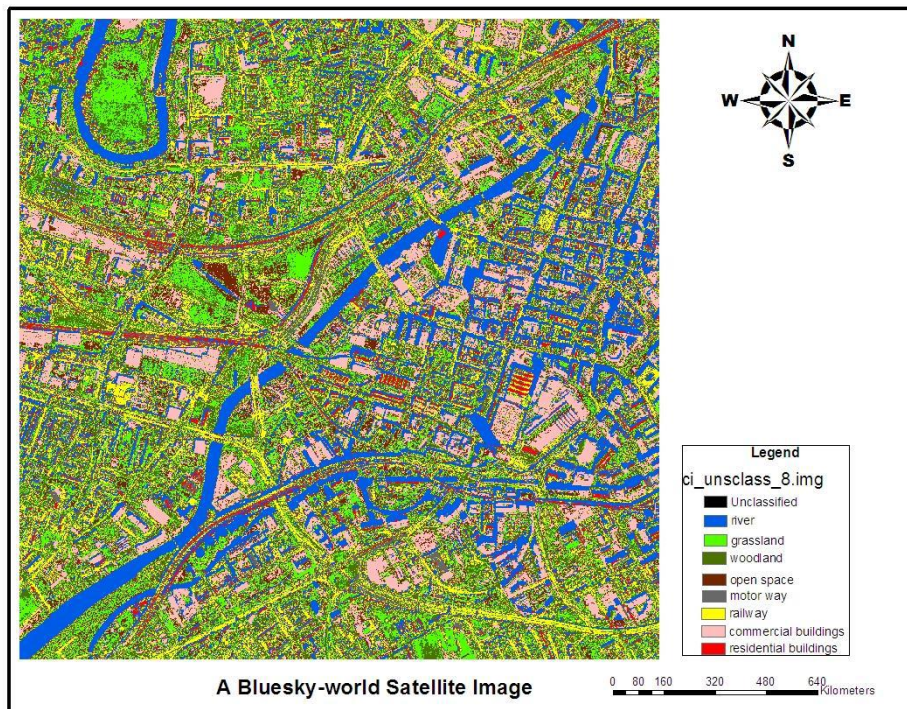 N
W E
S
Legend
ci_unsclass_8.img
Unclassified
river
grassland
woodland
open space
motor way
railway
commercial buildings
residential buildings
A Bluesky-world Satellite Image
0 80 160 320 480 640
Kilometers